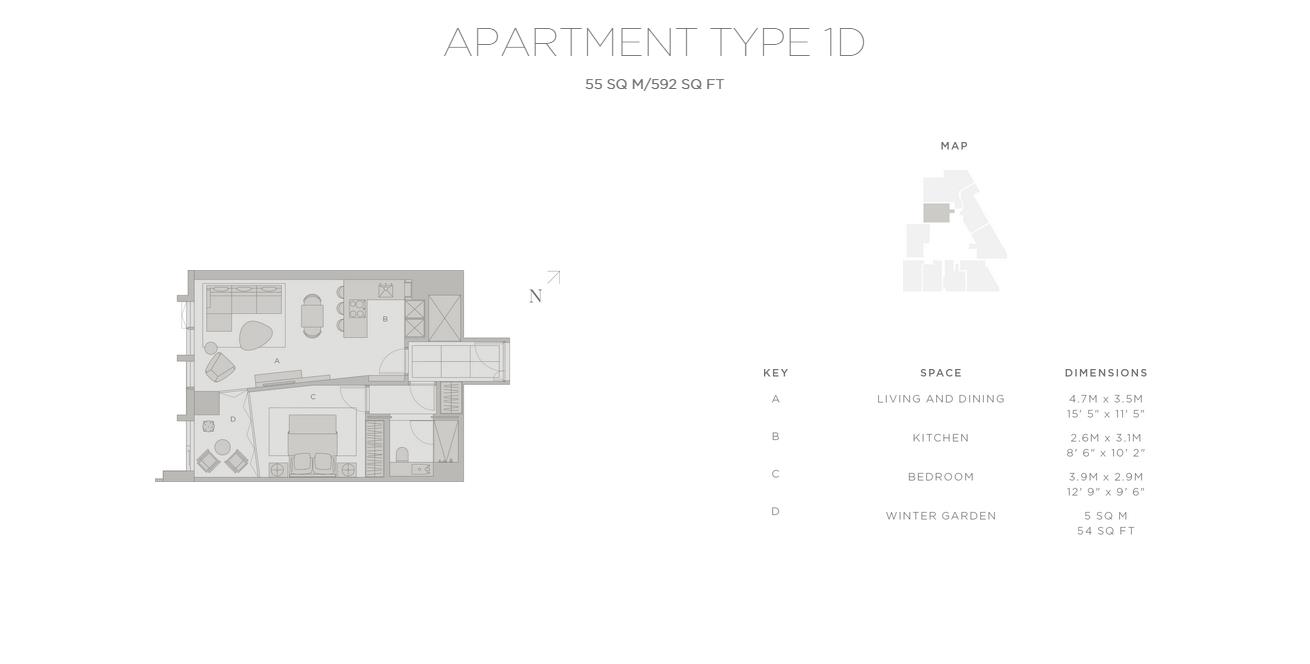 APARTMENT TYPE 1D
55 SQ M/592 SQ FT
MAP
N
A
B
C
D
KEY SPACE DIMENSIONS
A LIVING AND DINING 4.7M x 3.5M
15' 5" x 11' 5"
B KITCHEN 2.6M x 3.1M
8' 6" x 10' 2"
C BEDROOM 3.9M x 2.9M
12' 9" x 9' 6"
D WINTER GARDEN 5 SQ M
54 SQ FT